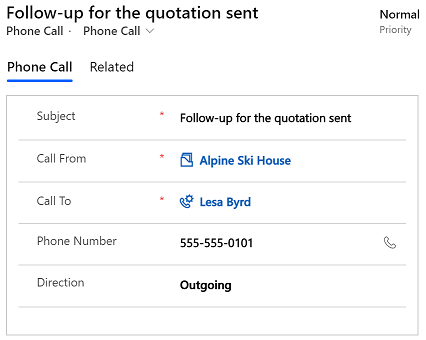 Follow-up for the quotation sent
Normal
Phone Call · Phone Call
Priority
Phone Call Related
Subject * Follow-up for the quotation sent
Call From * Alpine Ski House
Call To * Lesa Byrd
Phone Number 555-555-0101
Direction Outgoing